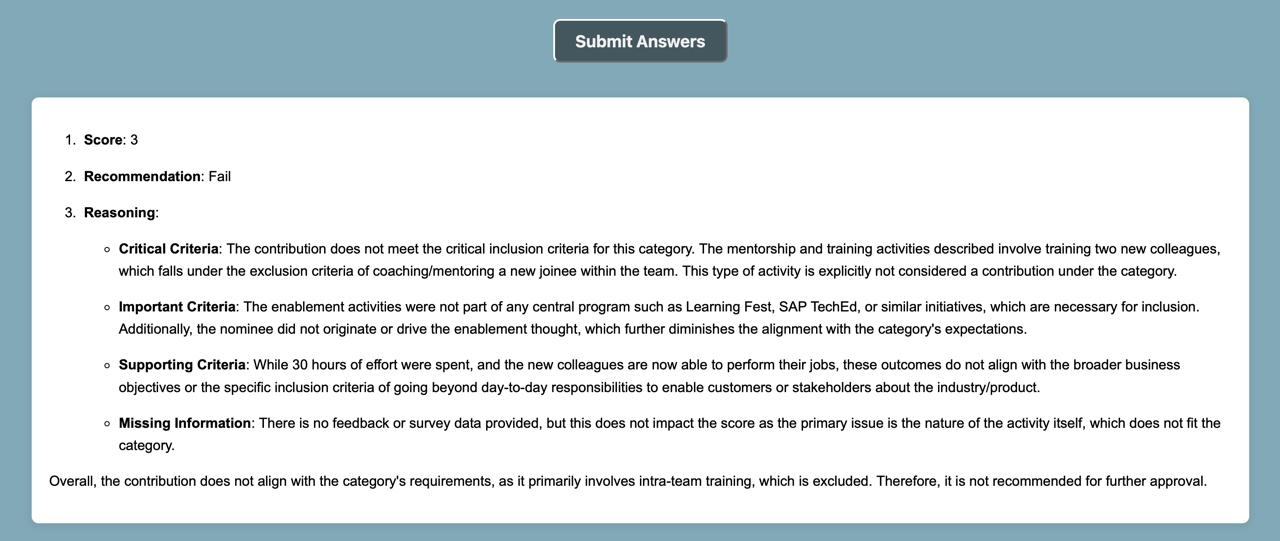 Submit Answers
1. Score: 3
2. Recommendation: Fail
3. Reasoning:
Critical Criteria: The contribution does not meet the critical inclusion criteria for this category. The mentorship and training activities described involve training two new colleagues,
which falls under the exclusion criteria of coaching/mentoring a new joinee within the team. This type of activity is explicitly not considered a contribution under the category.
Important Criteria: The enablement activities were not part of any central program such as Learning Fest, SAP TechEd, or similar initiatives, which are necessary for inclusion.
Additionally, the nominee did not originate or drive the enablement thought, which further diminishes the alignment with the category's expectations.
Supporting Criteria: While 30 hours of effort were spent, and the new colleagues are now able to perform their jobs, these outcomes do not align with the broader business
objectives or the specific inclusion criteria of going beyond day-to-day responsibilities to enable customers or stakeholders about the industry/product.
Missing Information: There is no feedback or survey data provided, but this does not impact the score as the primary issue is the nature of the activity itself, which does not fit the
category.
Overall, the contribution does not align with the category's requirements, as it primarily involves intra-team training, which is excluded. Therefore, it is not recommended for further approval.